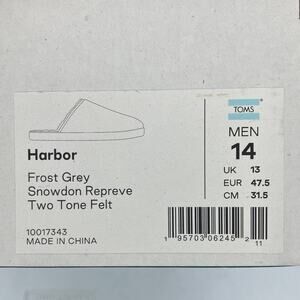 TOMS
Harbor
Frost Grey
Snowdon Repreve
Two Tone Felt
10017343
MADE IN CHINA
MEN
14
UK 13
EUR 47.5
CM 31.5
1 95703 06245 2 11